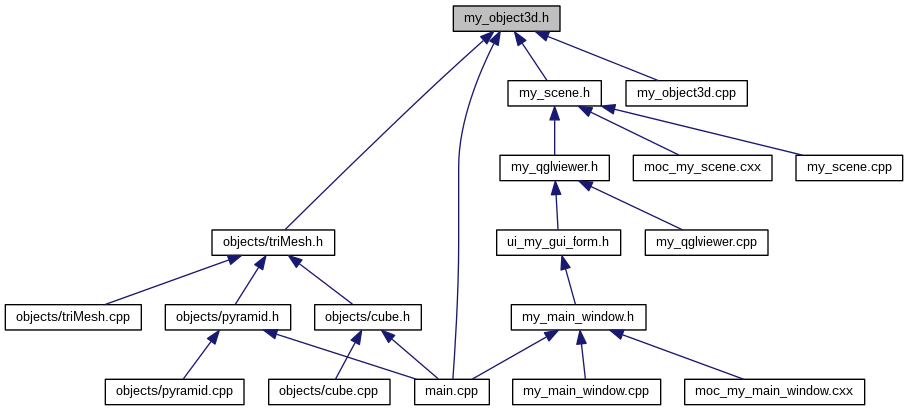 my_object3d.h
my_scene.h
my_object3d.cpp
my_qglviewer.h
moc_my_scene.cxx
my_scene.cpp
objects/triMesh.h
ui_my_gui_form.h
my_qglviewer.cpp
objects/triMesh.cpp
objects/pyramid.h
objects/cube.h
my_main_window.h
objects/pyramid.cpp
objects/cube.cpp
main.cpp
my_main_window.cpp
moc_my_main_window.cxx